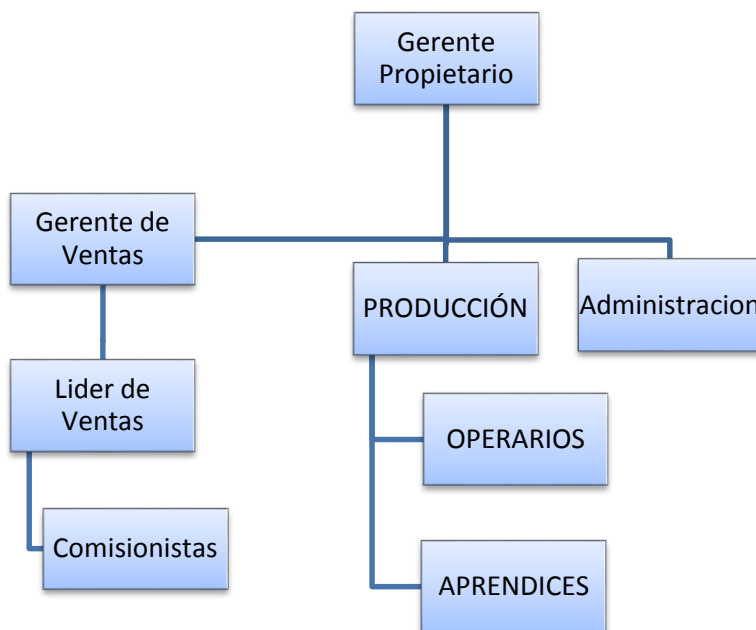 Gerente
Propietario
Gerente de
Ventas
PRODUCCIÓN
Administracion
Lider de
Ventas
OPERARIOS
Comisionistas
APRENDICES